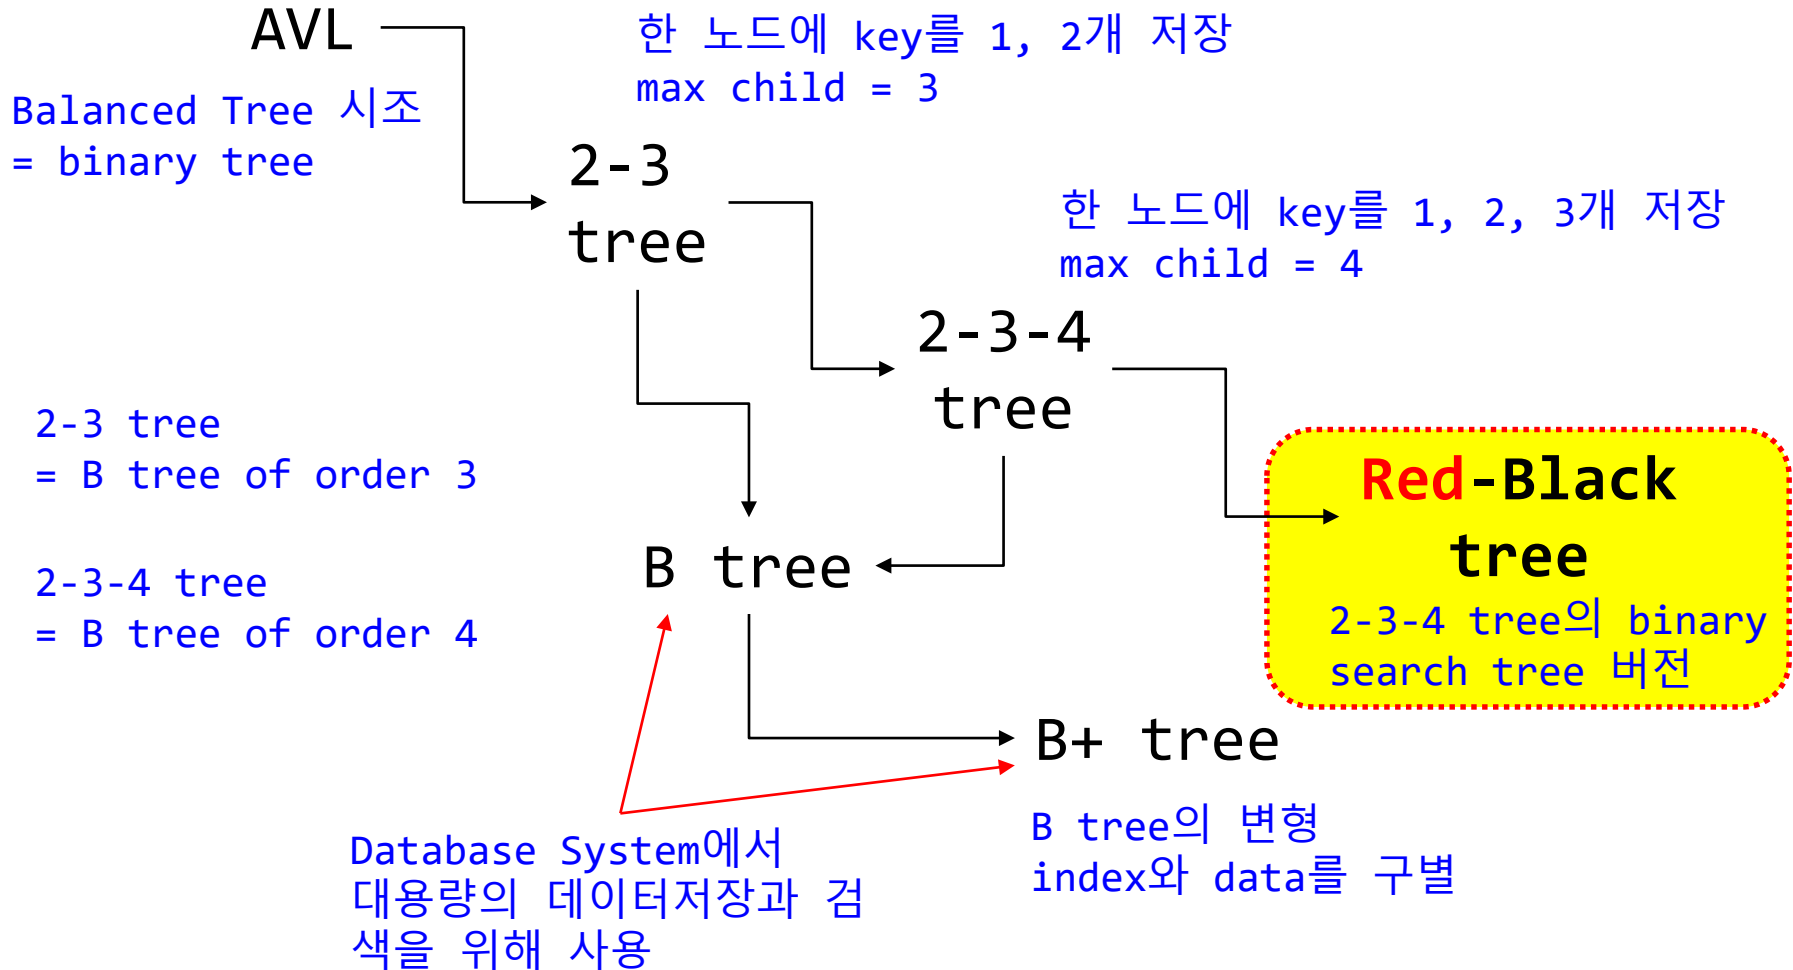 AVL
Balanced Tree 시조
= binary tree
한 노드에 key를 1, 2개 저장
max child = 3
2-3
tree
한 노드에 key를 1, 2, 3개 저장
max child = 4
2-3-4
tree
2-3 tree
= B tree of order 3
2-3-4 tree
= B tree of order 4
B tree
Red-Black
tree
2-3-4 tree의 binary
search tree 버전
B+ tree
B tree의 변형
index와 data를 구별
Database System에서
대용량의 데이터저장과 검
색을 위해 사용